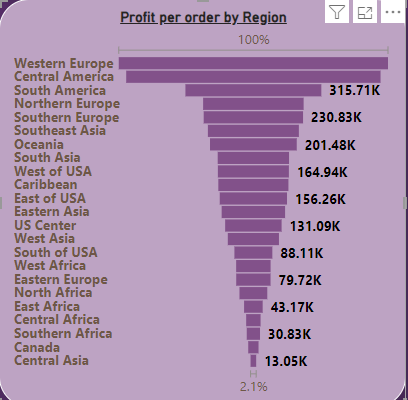 Profit per order by Region
100%
Western Europe
Central America
South America 315.71K
Northern Europe
Southern Europe 230.83K
Southeast Asia
Oceania 201.48K
South Asia
West of USA 164.94K
Caribbean
East of USA 156.26K
Eastern Asia
US Center 131.09K
West Asia
South of USA 88.11K
West Africa
Eastern Europe 79.72K
North Africa
East Africa 43.17K
Central Africa
Southern Africa 30.83K
Canada
Central Asia 13.05K
2.1%